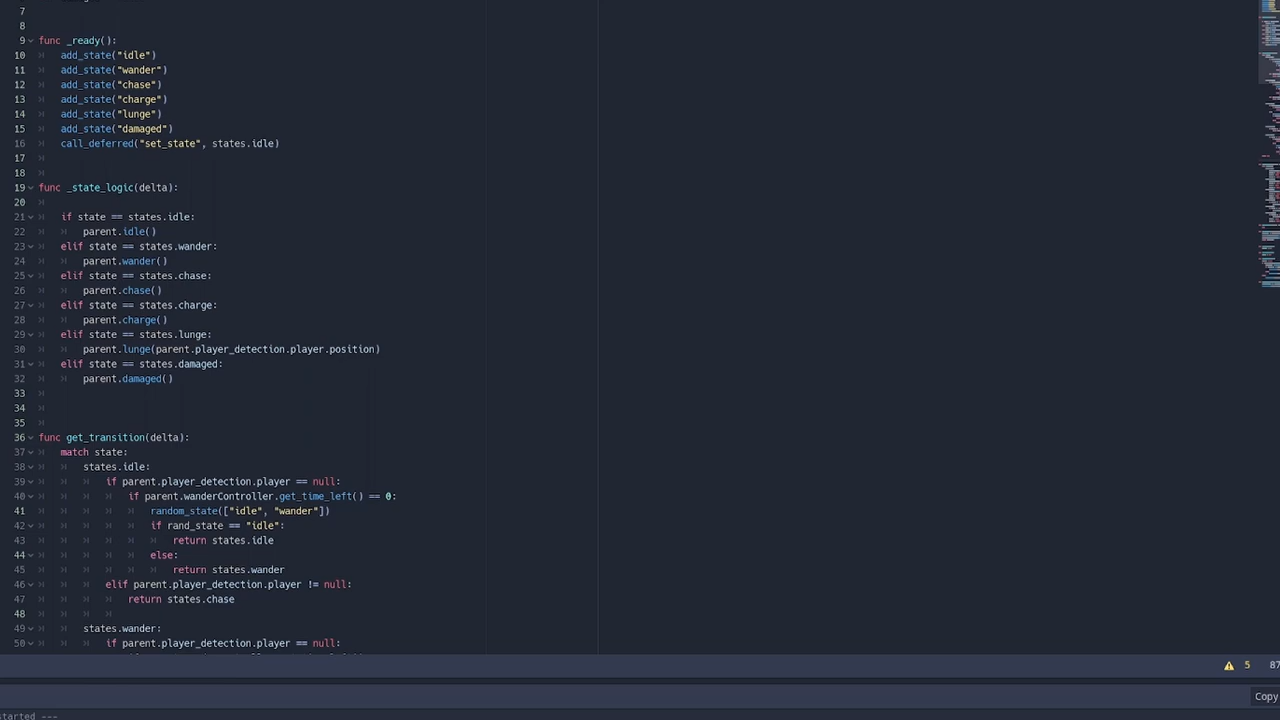 7
8
9 func _ready():
10 add_state("idle")
11 add_state("wander")
12 add_state("chase")
13 add_state("charge")
14 add_state("lunge")
15 add_state("damaged")
16 call_deferred("set_state", states.idle)
17
18
19 func _state_logic(delta):
20
21 if state == states.idle:
22 parent.idle()
23 elif state == states.wander:
24 parent.wander()
25 elif state == states.chase:
26 parent.chase()
27 elif state == states.charge:
28 parent.charge()
29 elif state == states.lunge:
30 parent.lunge(parent.player_detection.player.position)
31 elif state == states.damaged:
32 parent.damaged()
33
34
35
36 func get_transition(delta):
37 match state:
38 states.idle:
39 if parent.player_detection.player == null:
40 if parent.wanderController.get_time_left() == 0:
41 random_state(["idle", "wander"])
42 if rand_state == "idle":
43 return states.idle
44 else:
45 return states.wander
46 elif parent.player_detection.player != null:
47 return states.chase
48
49 states.wander:
50 if parent.player_detection.player == null:
5 87
Copy
started ---